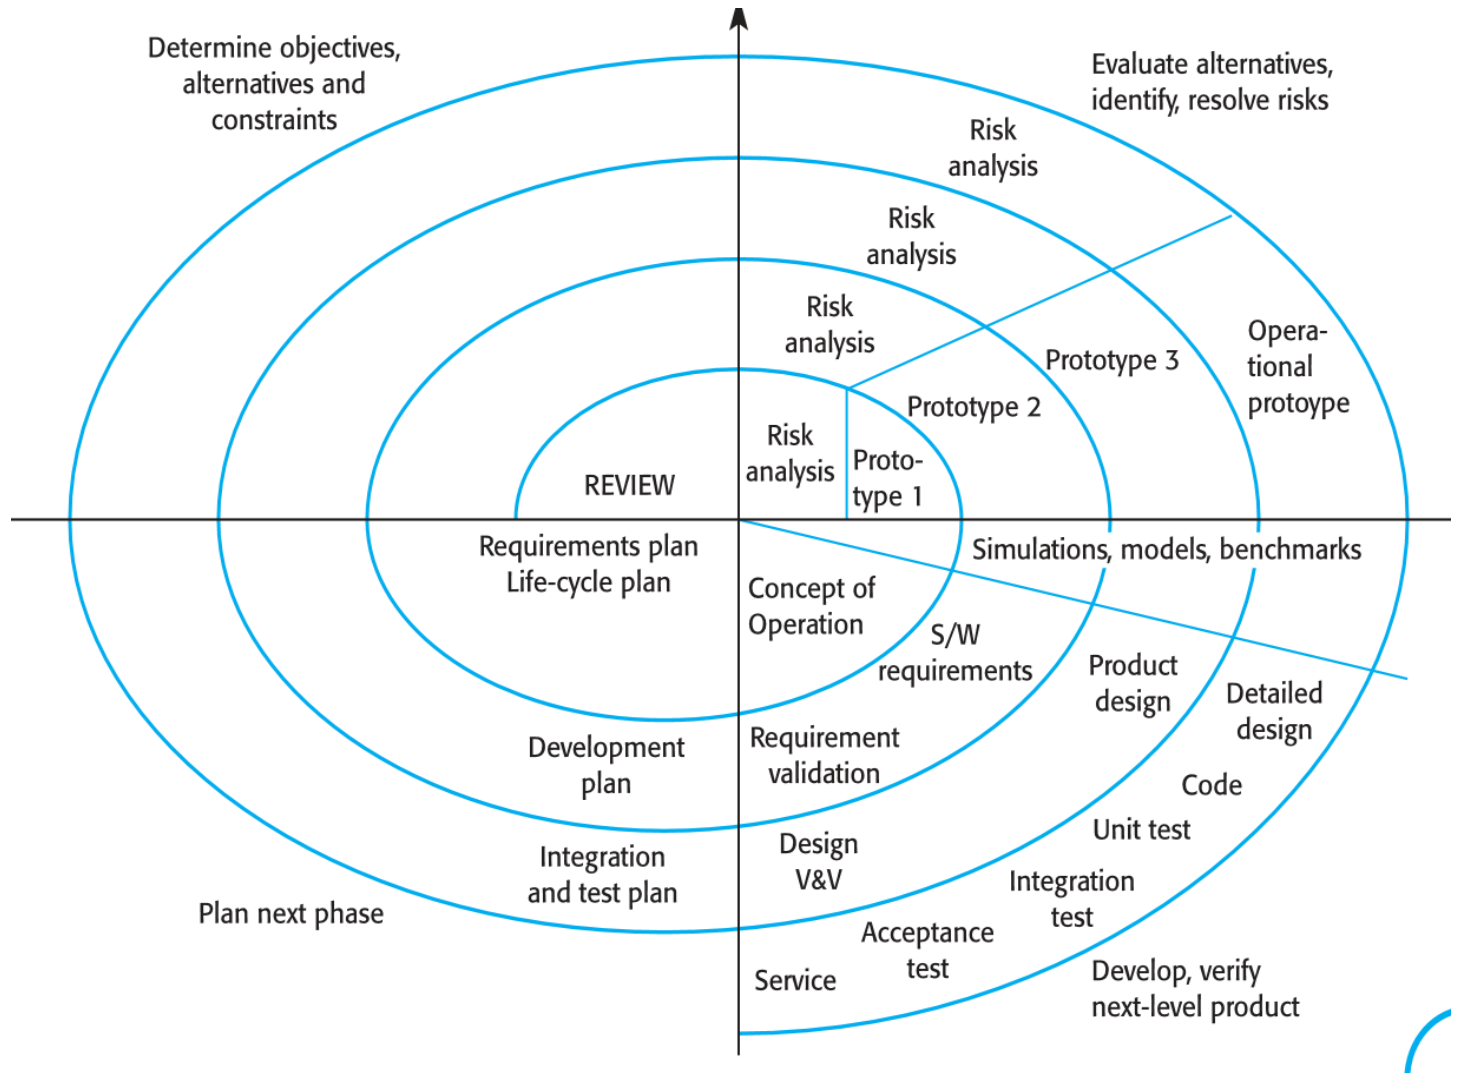 Determine objectives,
alternatives and
constraints
Evaluate alternatives,
identify, resolve risks
Risk
analysis
Risk
analysis
Risk
analysis
Opera-
tional
protoype
Prototype 3
Prototype 2
Risk
analysis
Proto-
type 1
REVIEW
Requirements plan
Life-cycle plan
Simulations, models, benchmarks
Concept of
Operation
S/W
requirements
Product
design
Detailed
design
Development
plan
Requirement
validation
Code
Unit test
Integration
and test plan
Design
V&V
Integration
test
Plan next phase
Acceptance
test
Service
Develop, verify
next-level product